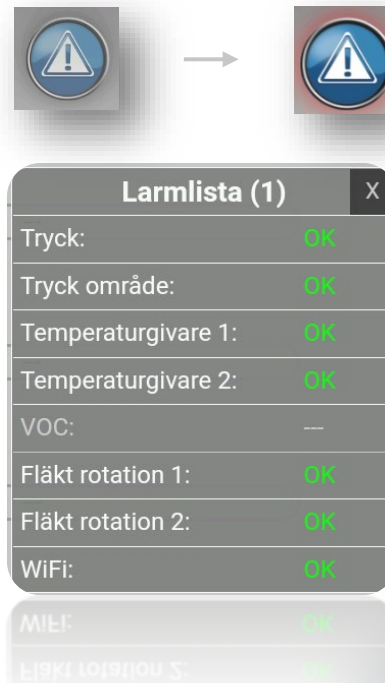 Larmlista (1) X
Tryck: OK
Tryck område: OK
Temperaturgivare 1: OK
Temperaturgivare 2: OK
VOC: ---
Fläkt rotation 1: OK
Fläkt rotation 2: OK
WiFi: OK